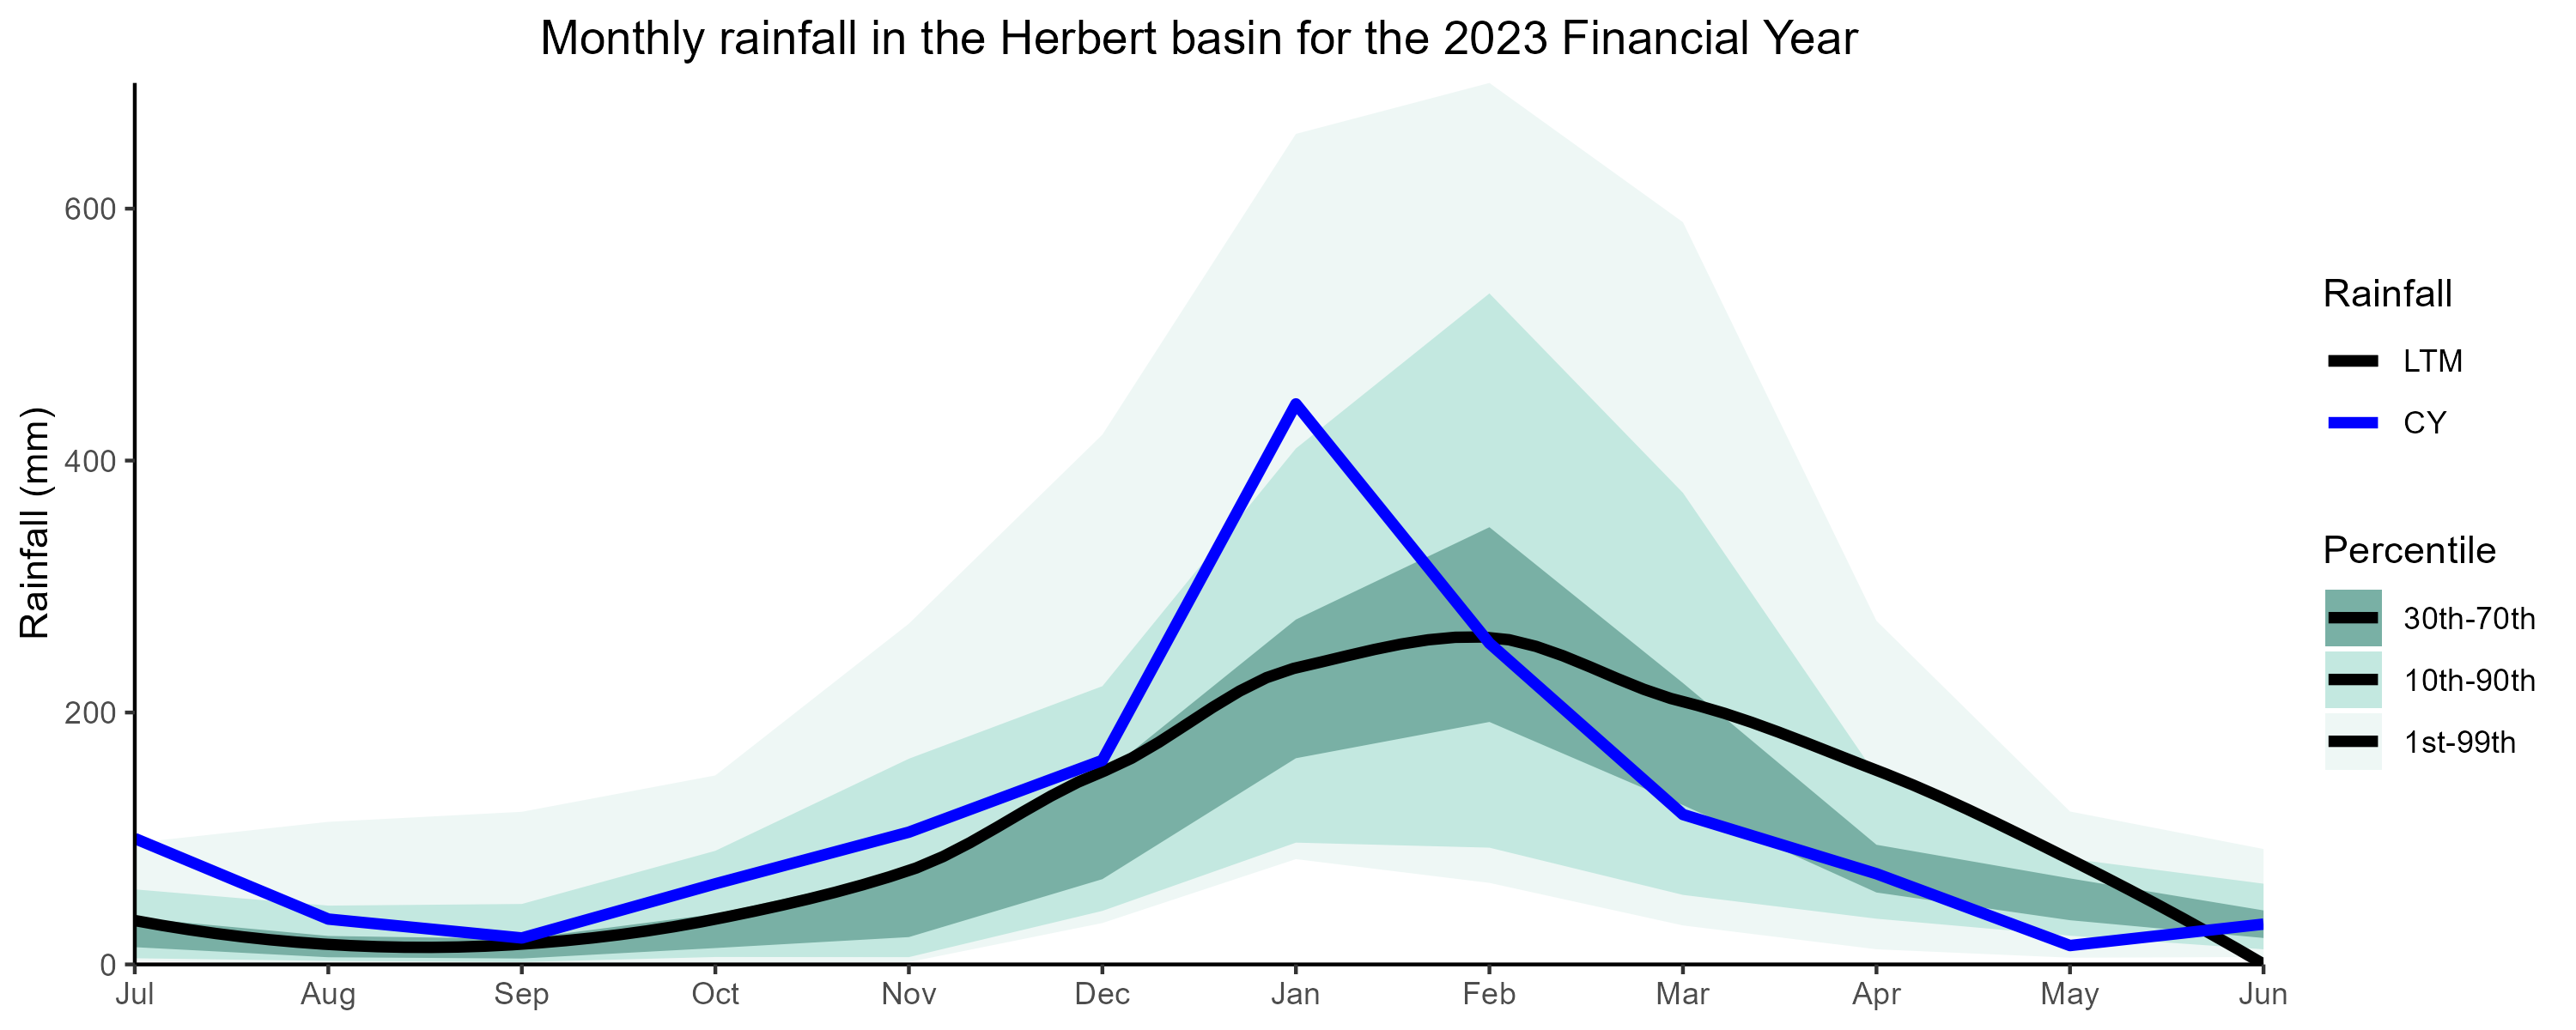 Monthly rainfall in the Herbert basin for the 2023 Financial Year
Rainfall (mm)
600
400
200
0
Jul Aug Sep Oct Nov Dec Jan Feb Mar Apr May Jun
Rainfall
LTM
CY
Percentile
30th-70th
10th-90th
1st-99th